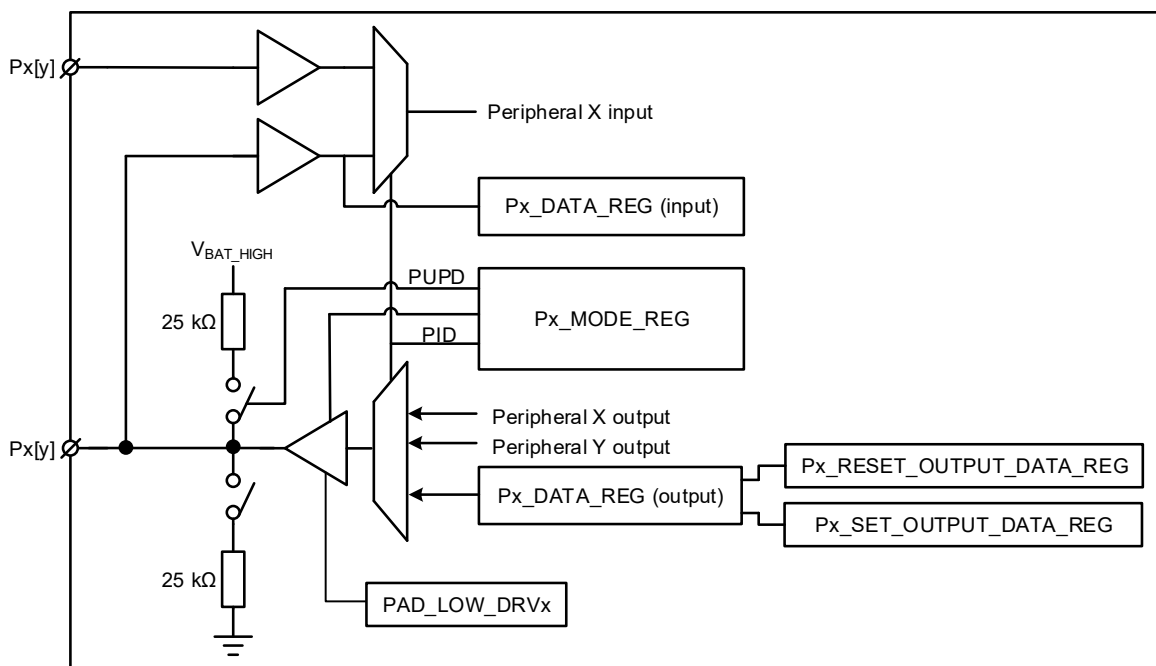 Px[y]
Peripheral X input
Px_DATA_REG (input)
VBAT_HIGH
PUPD
25 kΩ
Px_MODE_REG
PID
Peripheral X output
Px[y]
Peripheral Y output
Px_RESET_OUTPUT_DATA_REG
Px_DATA_REG (output)
Px_SET_OUTPUT_DATA_REG
25 kΩ
PAD_LOW_DRVx